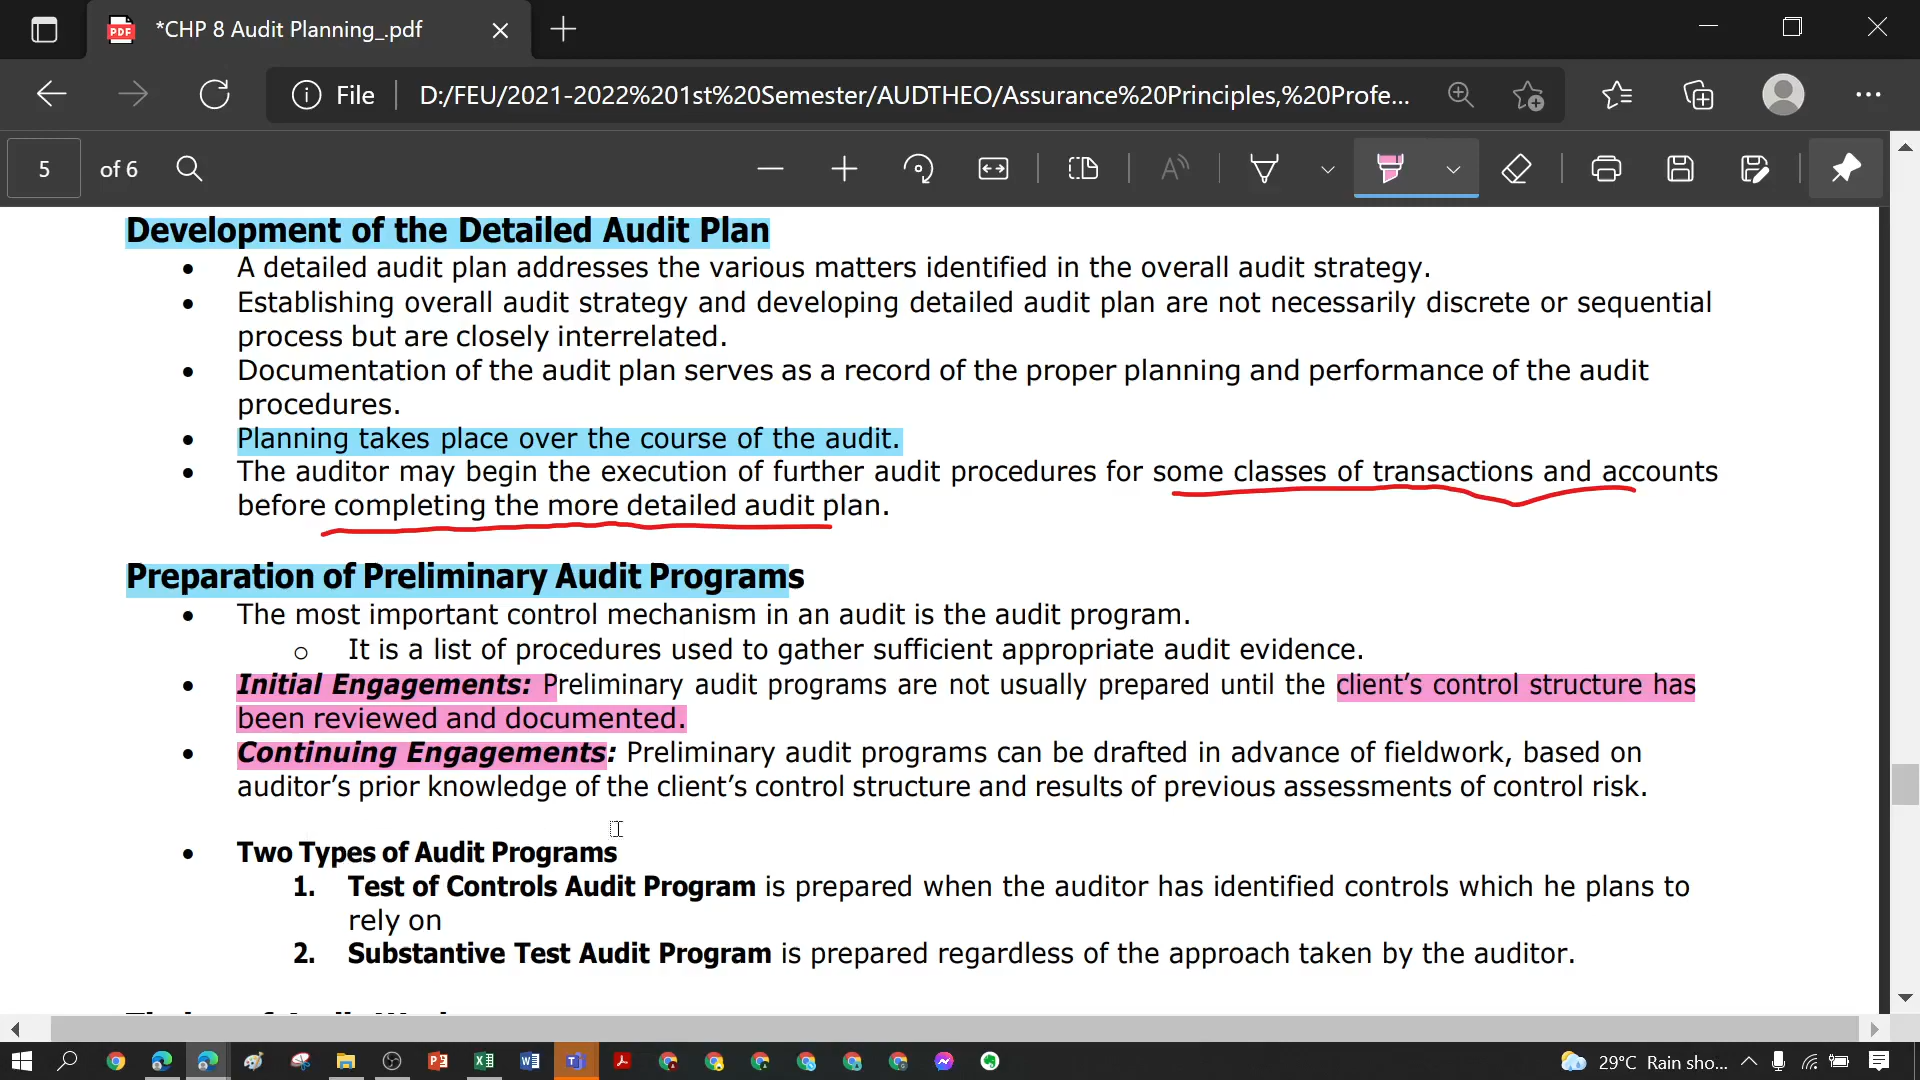 *CHP 8 Audit Planning_.pdf
File
D:/FEU/2021-2022%201st%20Semester/AUDTHEO/Assurance%20Principles,%20Profe...
5 of 6
Development of the Detailed Audit Plan
• A detailed audit plan addresses the various matters identified in the overall audit strategy.
• Establishing overall audit strategy and developing detailed audit plan are not necessarily discrete or sequential
process but are closely interrelated.
• Documentation of the audit plan serves as a record of the proper planning and performance of the audit
procedures.
• Planning takes place over the course of the audit.
• The auditor may begin the execution of further audit procedures for some classes of transactions and accounts
before completing the more detailed audit plan.
Preparation of Preliminary Audit Programs
• The most important control mechanism in an audit is the audit program.
o It is a list of procedures used to gather sufficient appropriate audit evidence.
• Initial Engagements: Preliminary audit programs are not usually prepared until the client’s control structure has
been reviewed and documented.
• Continuing Engagements: Preliminary audit programs can be drafted in advance of fieldwork, based on
auditor’s prior knowledge of the client’s control structure and results of previous assessments of control risk.
• Two Types of Audit Programs
1. Test of Controls Audit Program is prepared when the auditor has identified controls which he plans to
rely on
2. Substantive Test Audit Program is prepared regardless of the approach taken by the auditor.
29°C Rain sho...